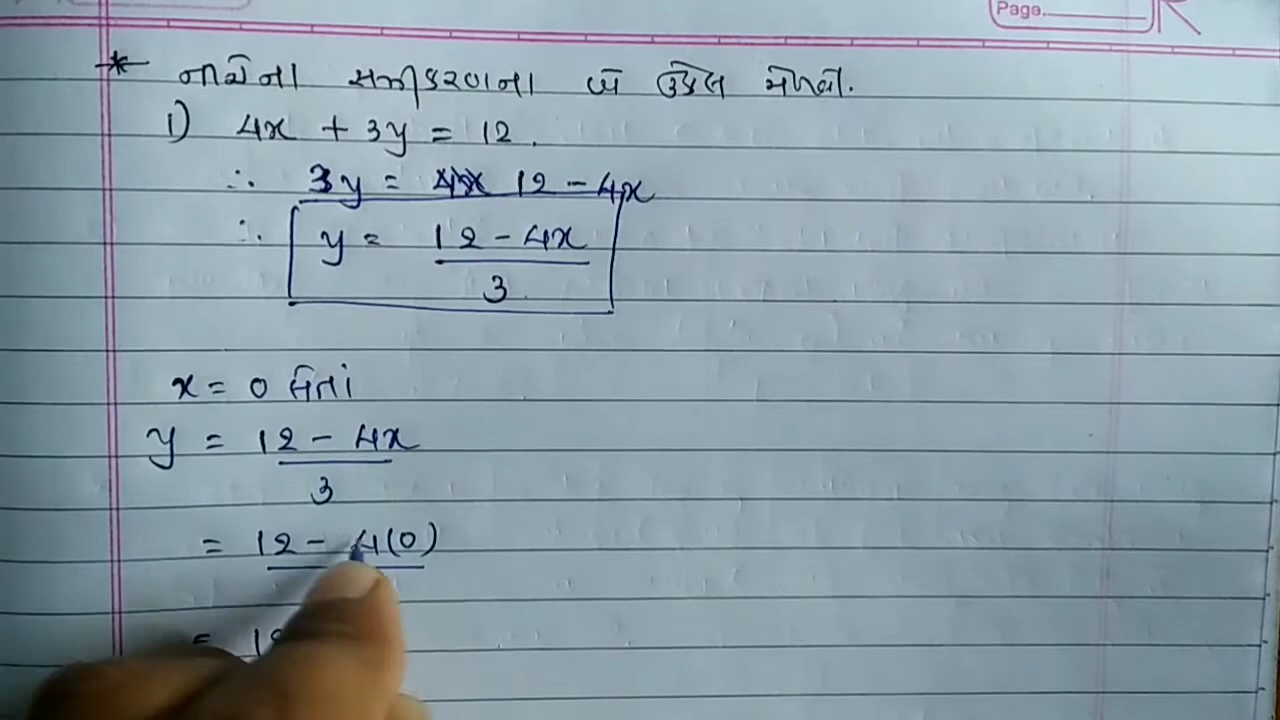 Page.
* નીચેના સમીકરણના બે ઉકેલ મેળવો.
1) 4x + 3y = 12.
∴ 3y = 12 - 4x
∴ y = 12 - 4x / 3
x = 0 લેતાં
y = 12 - 4x / 3
= 12 - 4(0)
=